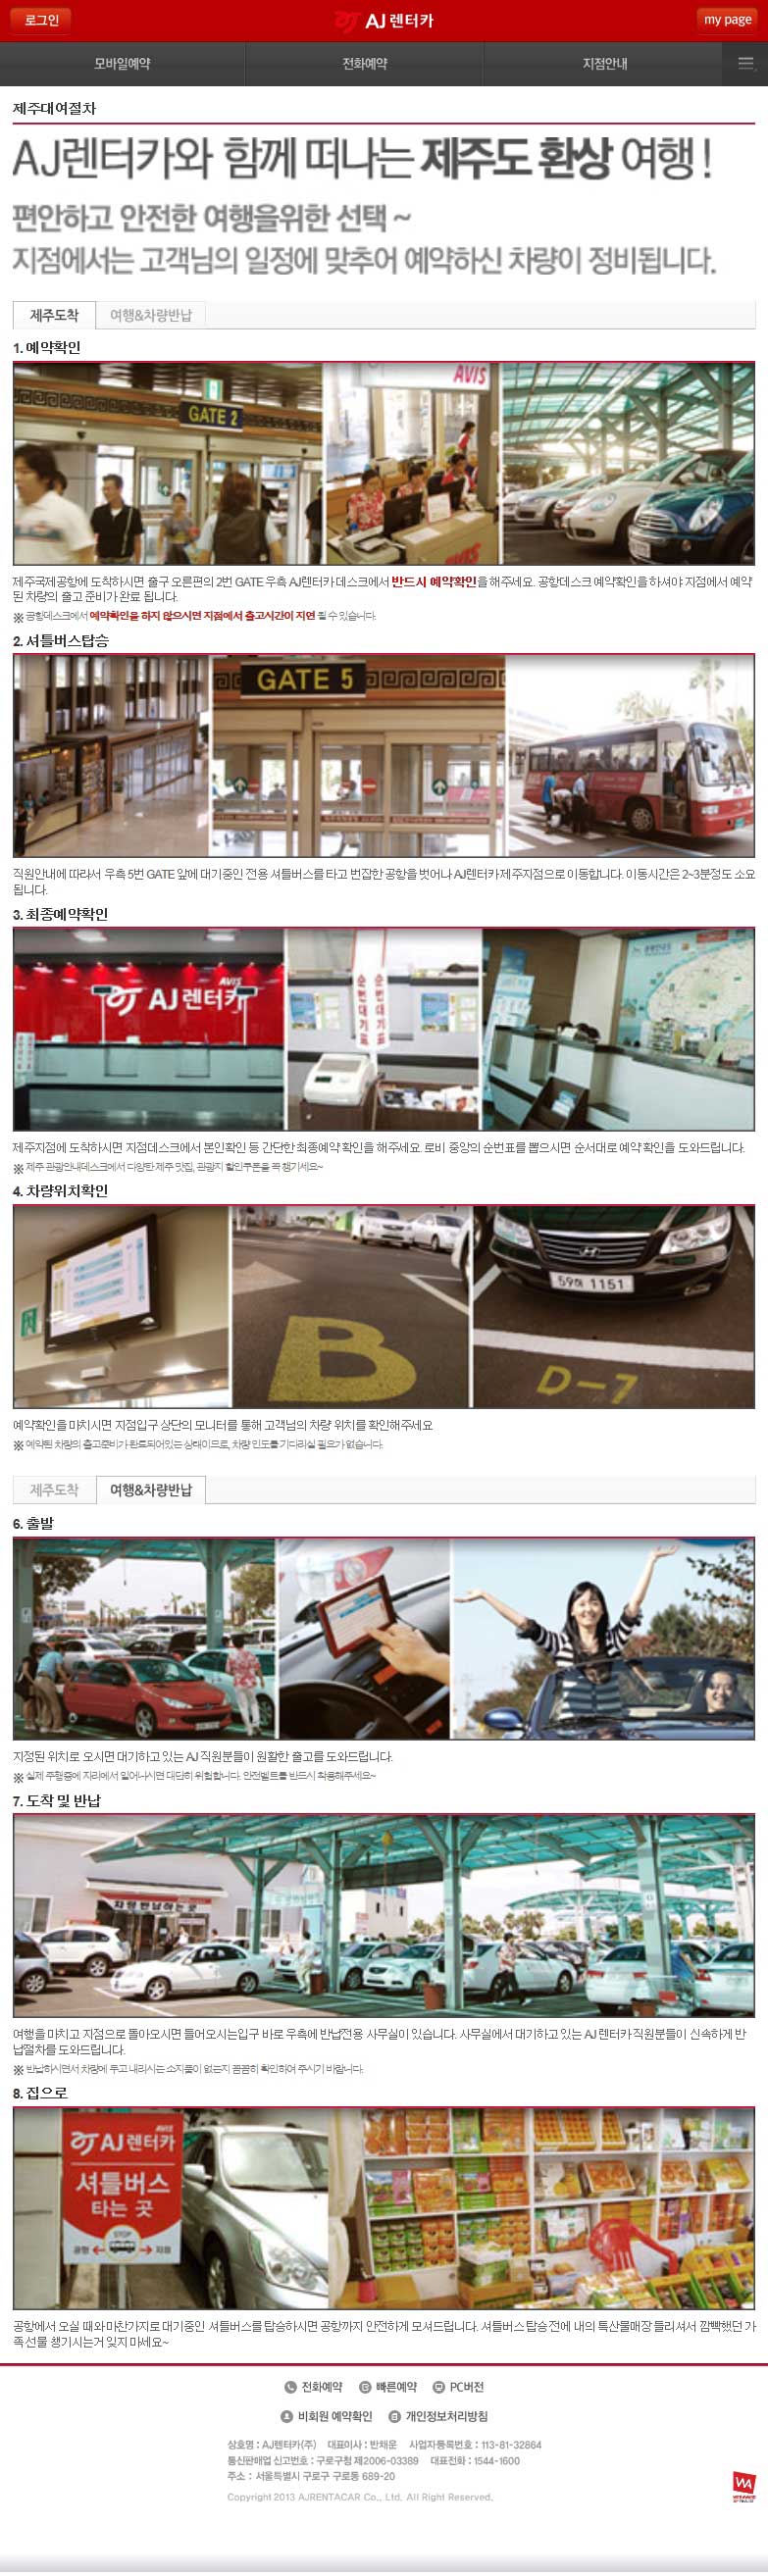 로그인
AJ렌터카
my page
모바일예약
전화예약
지점안내
제주대여절차
AJ렌터카와 함께 떠나는 제주도 환상 여행!
편안하고 안전한 여행을위한 선택 ~
지점에서는 고객님의 일정에 맞추어 예약하신 차량이 정비됩니다.
제주도착
여행&차량반납
1. 예약확인
GATE 2
AVIS
제주국제공항에 도착하시면 출구 오른편의 2번 GATE 우측 AJ렌터카 데스크에서 반드시 예약확인을 해주세요. 공항데스크 예약확인을 하셔야 지점에서 예약
된 차량의 출고 준비가 완료 됩니다.
※ 공항데스크에서 예약확인을 하지 않으시면 지점에서 출고시간이 지연 될 수 있습니다.
2. 셔틀버스탑승
GATE 5
직원안내에 따라서 우측 5번 GATE 앞에 대기중인 전용 셔틀버스를 타고 번잡한 공항을 벗어나 AJ렌터카 제주지점으로 이동합니다. 이동시간은 2~3분정도 소요
됩니다.
3. 최종예약확인
AVIS
AJ렌터카
순번대기표
순번대기표
제주지점에 도착하시면 지점데스크에서 본인확인 등 간단한 최종예약 확인을 해주세요. 로비 중앙의 순번표를 뽑으시면 순서대로 예약 확인을 도와드립니다.
※ 제주 관광안내데스크에서 다양한 제주 맛집, 관광지 할인쿠폰을 꼭 챙기세요~
4. 차량위치확인
B
59허 1151
D-7
예약확인을 마치시면 지점입구 상단의 모니터를 통해 고객님의 차량 위치를 확인해주세요
※ 예약된 차량의 출고준비가 완료되어있는 상태이므로, 차량 인도를 기다리실 필요가 없습니다.
제주도착
여행&차량반납
6. 출발
지정된 위치로 오시면 대기하고 있는 AJ 직원분들이 원활한 출고를 도와드립니다.
※ 실제 주행중에 자리에서 일어나시면 대단히 위험합니다. 안전벨트를 반드시 착용해주세요~
7. 도착 및 반납
차량반납하는곳
여행을 마치고 지점으로 돌아오시면 들어오시는입구 바로 우측에 반납전용 사무실이 있습니다. 사무실에서 대기하고 있는 AJ 렌터카 직원분들이 신속하게 반
납절차를 도와드립니다.
※ 반납하시면서 차량에 두고 내리시는 소지품이 없는지 꼼꼼히 확인하여 주시기 바랍니다.
8. 집으로
AVIS
AJ렌터카
셔틀버스
타는 곳
STOP
공항 지점
공항에서 오실 때와 마찬가지로 대기중인 셔틀버스를 탑승하시면 공항까지 안전하게 모셔드립니다. 셔틀버스 탑승 전에 내의 특산물매장 들리셔서 깜빡했던 가
족 선물 챙기시는거 잊지 마세요~
전화예약
빠른예약
PC버전
비회원 예약확인
개인정보처리방침
상호명 : AJ렌터카(주) 대표이사 : 반채운 사업자등록번호 : 113-81-32864
통신판매업 신고번호 : 구로구청 제2006-03389 대표전화 : 1544-1600
주소 : 서울특별시 구로구 구로동 689-20
Copyright 2013 AJRENTACAR Co., Ltd. All Right Reserved.
WA